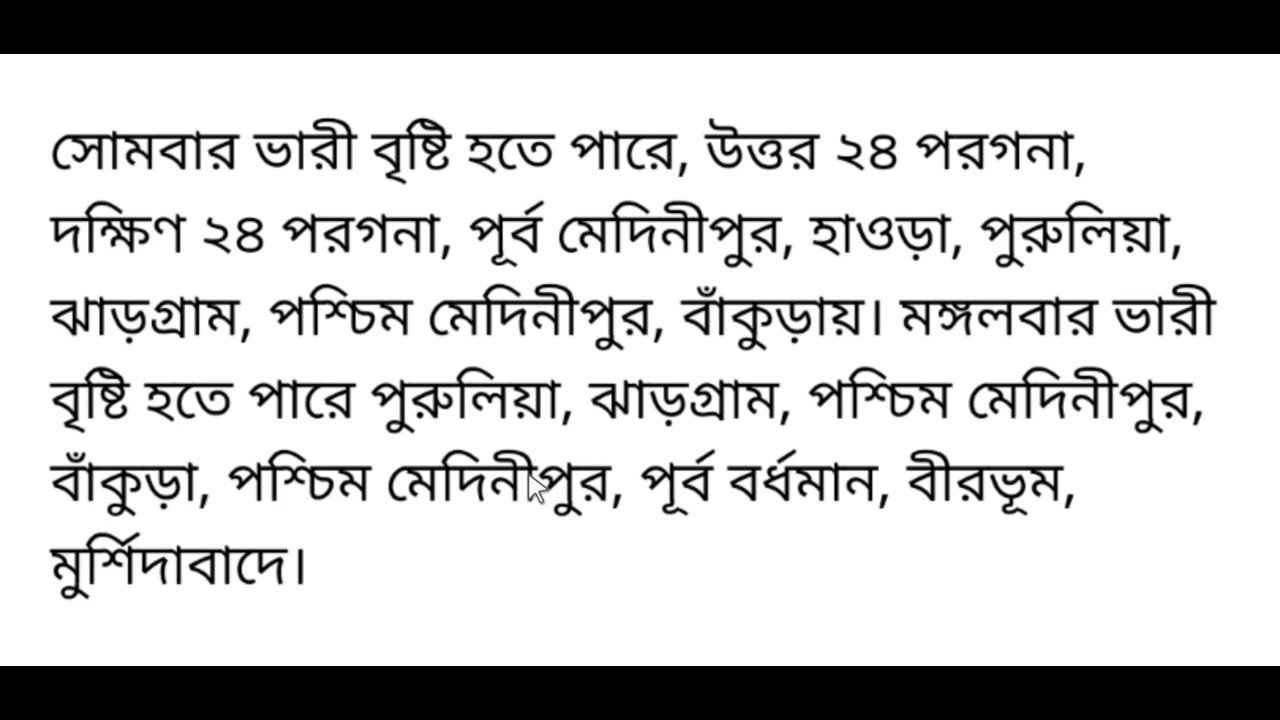 সোমবার ভারী বৃষ্টি হতে পারে, উত্তর ২৪ পরগনা,
দক্ষিণ ২৪ পরগনা, পূর্ব মেদিনীপুর, হাওড়া, পুরুলিয়া,
ঝাড়গ্রাম, পশ্চিম মেদিনীপুর, বাঁকুড়ায়। মঙ্গলবার ভারী
বৃষ্টি হতে পারে পুরুলিয়া, ঝাড়গ্রাম, পশ্চিম মেদিনীপুর,
বাঁকুড়া, পশ্চিম মেদিনীপুর, পূর্ব বর্ধমান, বীরভূম,
মুর্শিদাবাদে।